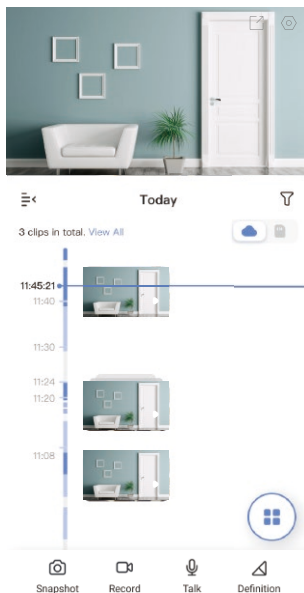 Today
3 clips in total. View All
11:45:21
11:40
11:30
11:24
11:20
11:08
Snapshot Record Talk Definition